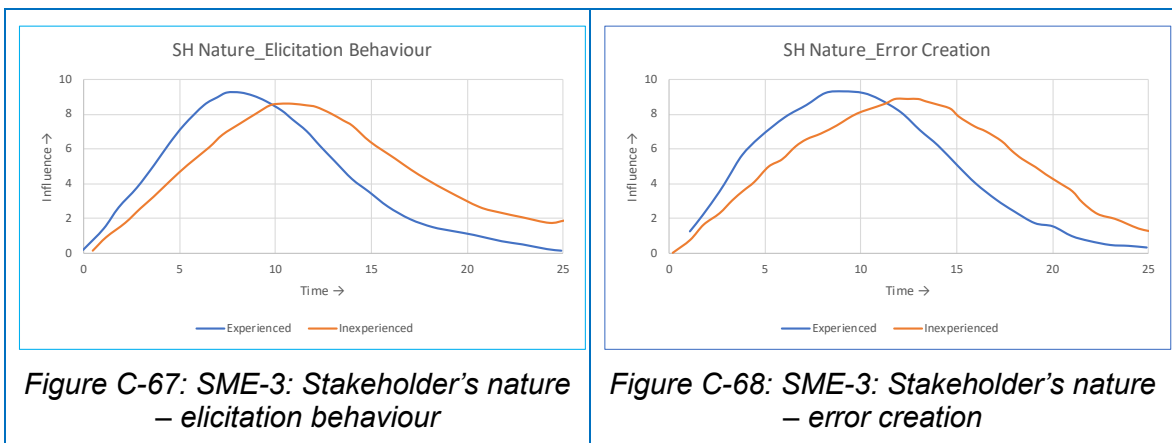 SH Nature_Elicitation Behaviour
Influence →
10
8
6
4
2
0
0 5 10 15 20 25
Time →
Experienced Inexperienced
Figure C-67: SME-3: Stakeholder’s nature
– elicitation behaviour
SH Nature_Error Creation
Influence →
10
8
6
4
2
0
0 5 10 15 20 25
Time →
Experienced Inexperienced
Figure C-68: SME-3: Stakeholder’s nature
– error creation